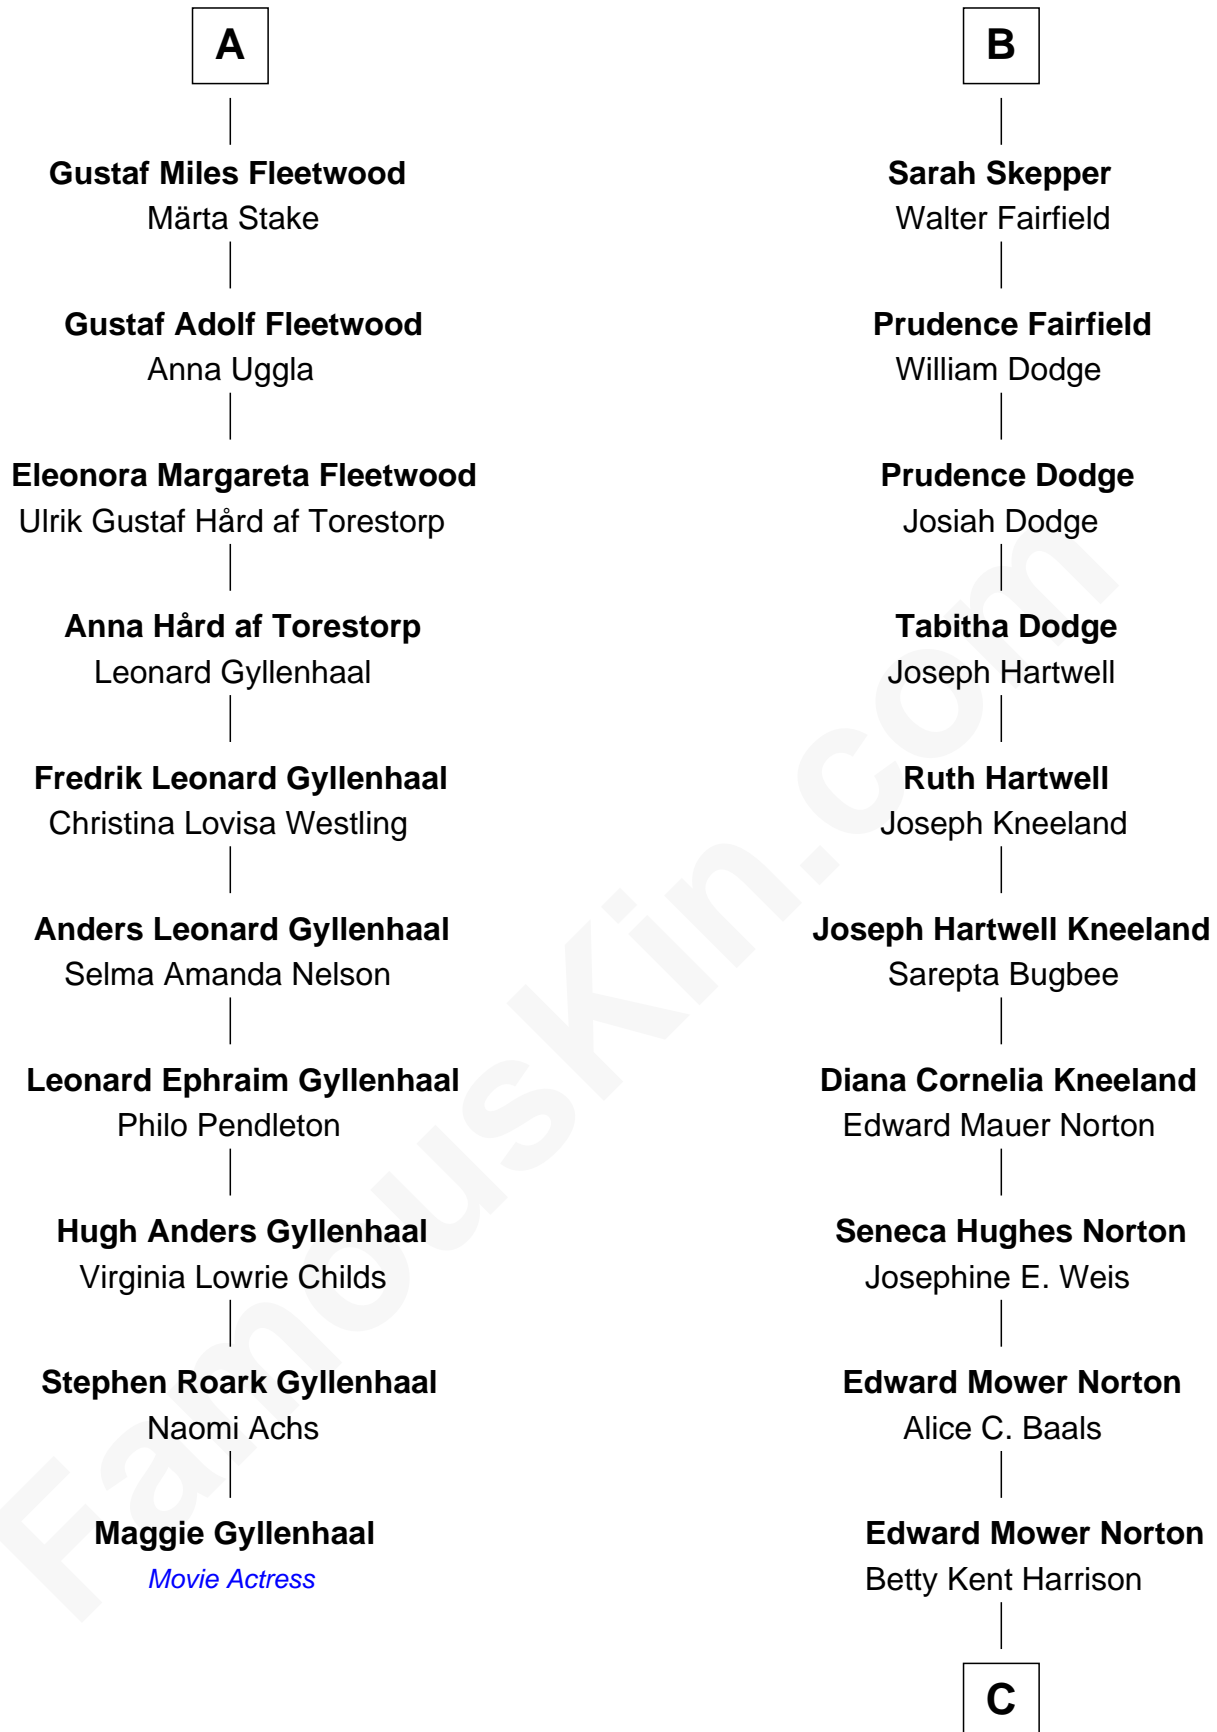 A
Gustaf Miles Fleetwood
Märta Stake
Gustaf Adolf Fleetwood
Anna Uggla
Eleonora Margareta Fleetwood
Ulrik Gustaf Hård af Torestorp
Anna Hård af Torestorp
Leonard Gyllenhaal
Fredrik Leonard Gyllenhaal
Christina Lovisa Westling
Anders Leonard Gyllenhaal
Selma Amanda Nelson
Leonard Ephraim Gyllenhaal
Philo Pendleton
Hugh Anders Gyllenhaal
Virginia Lowrie Childs
Stephen Roark Gyllenhaal
Naomi Achs
Maggie Gyllenhaal
Movie Actress
B
Sarah Skepper
Walter Fairfield
Prudence Fairfield
William Dodge
Prudence Dodge
Josiah Dodge
Tabitha Dodge
Joseph Hartwell
Ruth Hartwell
Joseph Kneeland
Joseph Hartwell Kneeland
Sarepta Bugbee
Diana Cornelia Kneeland
Edward Mauer Norton
Seneca Hughes Norton
Josephine E. Weis
Edward Mower Norton
Alice C. Baals
Edward Mower Norton
Betty Kent Harrison
C
FamousKin.com